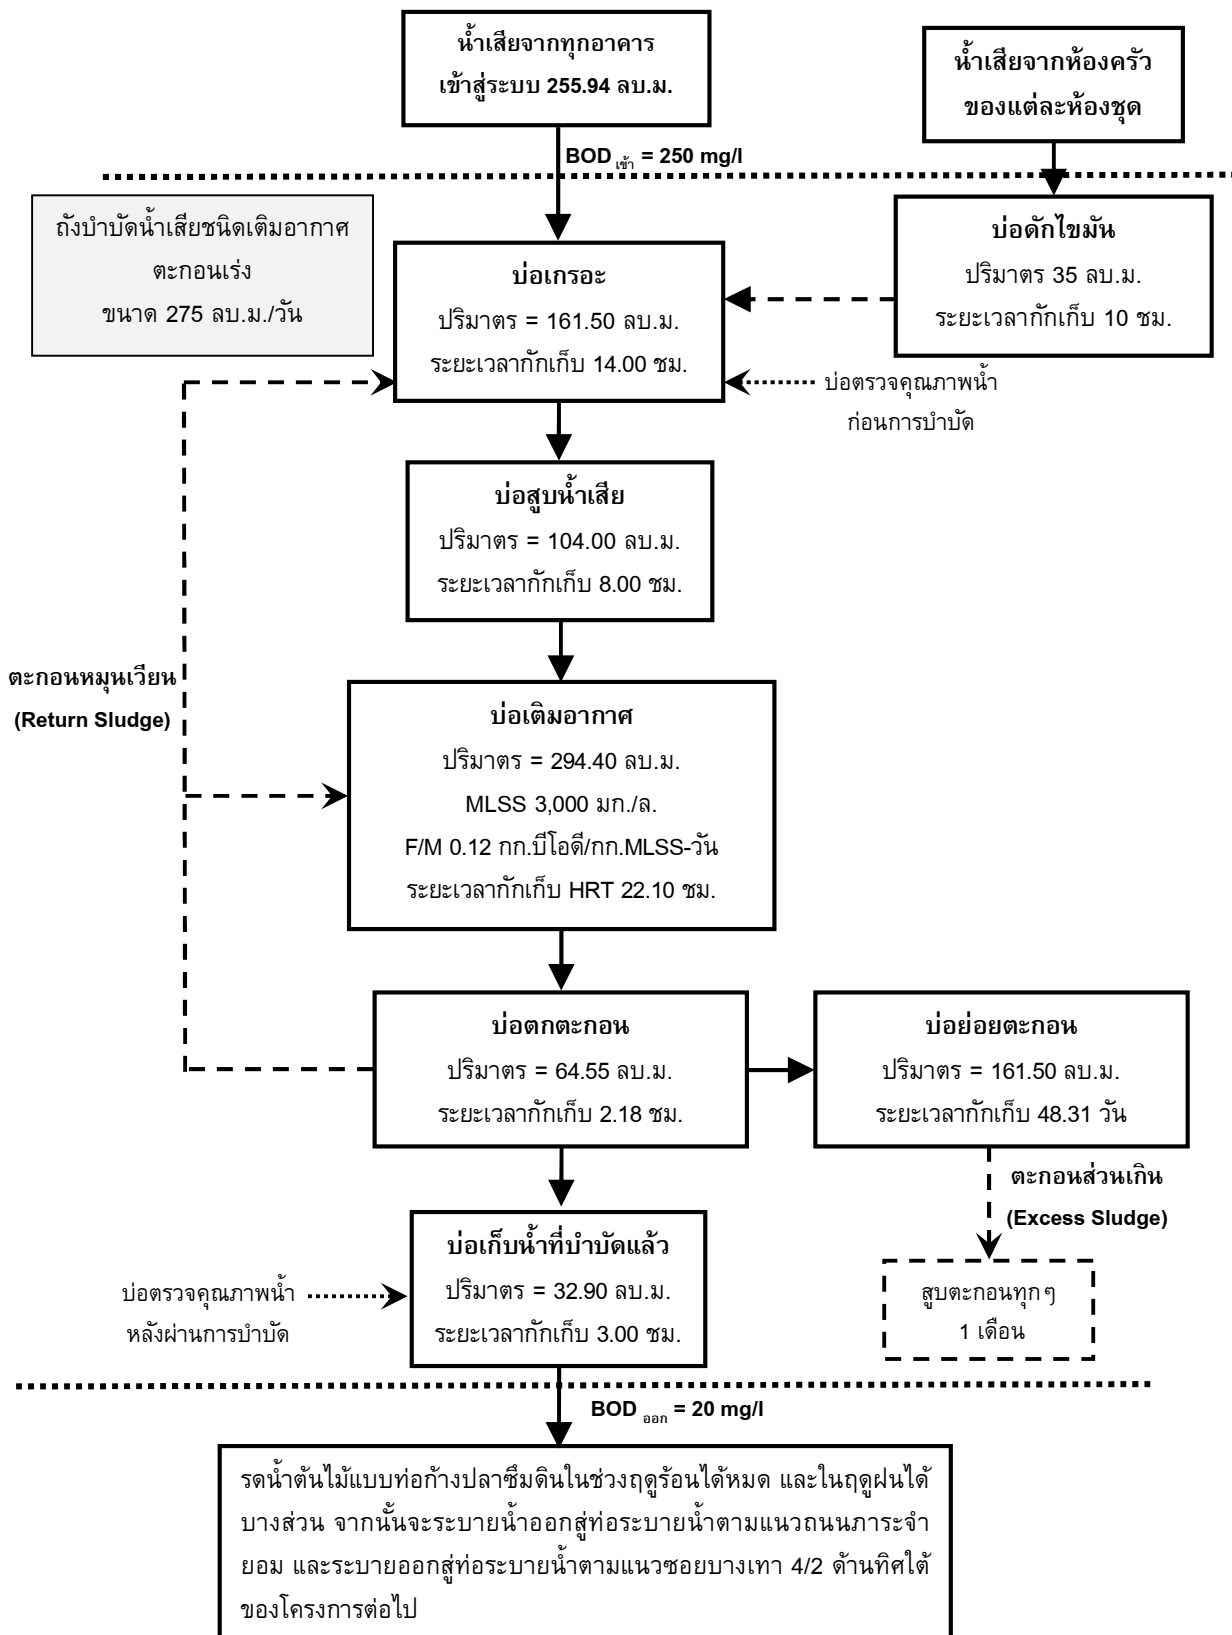 น้ำเสียจากทุกอาคาร
เข้าสู่ระบบ 255.94 ลบ.ม.
น้ำเสียจากห้องครัว
ของแต่ละห้องชุด
BOD เข้า = 250 mg/l
ถังบำบัดน้ำเสียชนิดเติมอากาศ
ตะกอนเร่ง
ขนาด 275 ลบ.ม./วัน
บ่อดักไขมัน
ปริมาตร 35 ลบ.ม.
ระยะเวลากักเก็บ 10 ชม.
บ่อเกรอะ
ปริมาตร = 161.50 ลบ.ม.
ระยะเวลากักเก็บ 14.00 ชม.
บ่อตรวจคุณภาพน้ำ
ก่อนการบำบัด
บ่อสูบน้ำเสีย
ปริมาตร = 104.00 ลบ.ม.
ระยะเวลากักเก็บ 8.00 ชม.
ตะกอนหมุนเวียน
(Return Sludge)
บ่อเติมอากาศ
ปริมาตร = 294.40 ลบ.ม.
MLSS 3,000 มก./ล.
F/M 0.12 กก.บีโอดี/กก.MLSS-วัน
ระยะเวลากักเก็บ HRT 22.10 ชม.
บ่อตกตะกอน
ปริมาตร = 64.55 ลบ.ม.
ระยะเวลากักเก็บ 2.18 ชม.
บ่อย่อยตะกอน
ปริมาตร = 161.50 ลบ.ม.
ระยะเวลากักเก็บ 48.31 วัน
ตะกอนส่วนเกิน
(Excess Sludge)
สูบตะกอนทุกๆ
1 เดือน
บ่อเก็บน้ำที่บำบัดแล้ว
ปริมาตร = 32.90 ลบ.ม.
ระยะเวลากักเก็บ 3.00 ชม.
บ่อตรวจคุณภาพน้ำ
หลังผ่านการบำบัด
BOD ออก = 20 mg/l
รดน้ำต้นไม้แบบท่อก้างปลาซึมดินในช่วงฤดูร้อนได้หมด และในฤดูฝนได้
บางส่วน จากนั้นจะระบายน้ำออกสู่ท่อระบายน้ำตามแนวถนนภาระจำ
ยอม และระบายออกสู่ท่อระบายน้ำตามแนวซอยบางเทา 4/2 ด้านทิศใต้
ของโครงการต่อไป